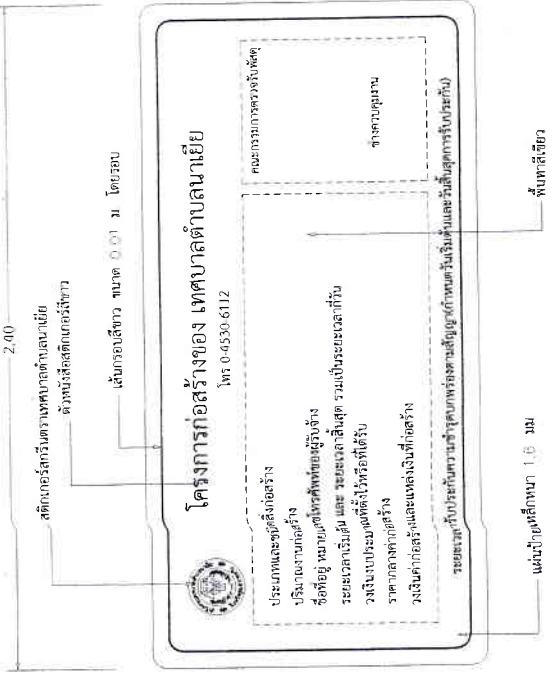 2.40
สติกเกอร์สกรีนตราเทศบาลตำบลนาเยีย
ตัวหนังสือสติกเกอร์สีขาว
เส้นกรอบสีขาว ขนาด 0.01 ม โดยรอบ
โครงการก่อสร้างของ เทศบาลตำบลนาเยีย
โทร 0-4530-6112
ประเภทและชนิดสิ่งก่อสร้าง
ปริมาณงานก่อสร้าง
ชื่อที่อยู่ หมายเลขโทรศัพท์ของผู้รับจ้าง
ระยะเวลาเริ่มต้น และ ระยะเวลาสิ้นสุด รวมเป็นระยะเวลากี่วัน
วงเงินงบประมาณที่ตั้งไว้หรือที่ได้รับ
ราคากลางค่าก่อสร้าง
วงเงินค่าก่อสร้างและแหล่งเงินที่ก่อสร้าง
คณะกรรมการตรวจรับพัสดุ
ช่างควบคุมงาน
ระยะเวลารับประกันความชำรุดบกพร่องตามสัญญา(กำหนดวันเริ่มต้นและวันสิ้นสุดการรับประกัน)
แผ่นป้ายเหล็กหนา 1.6 มม
พื้นทาสีเขียว